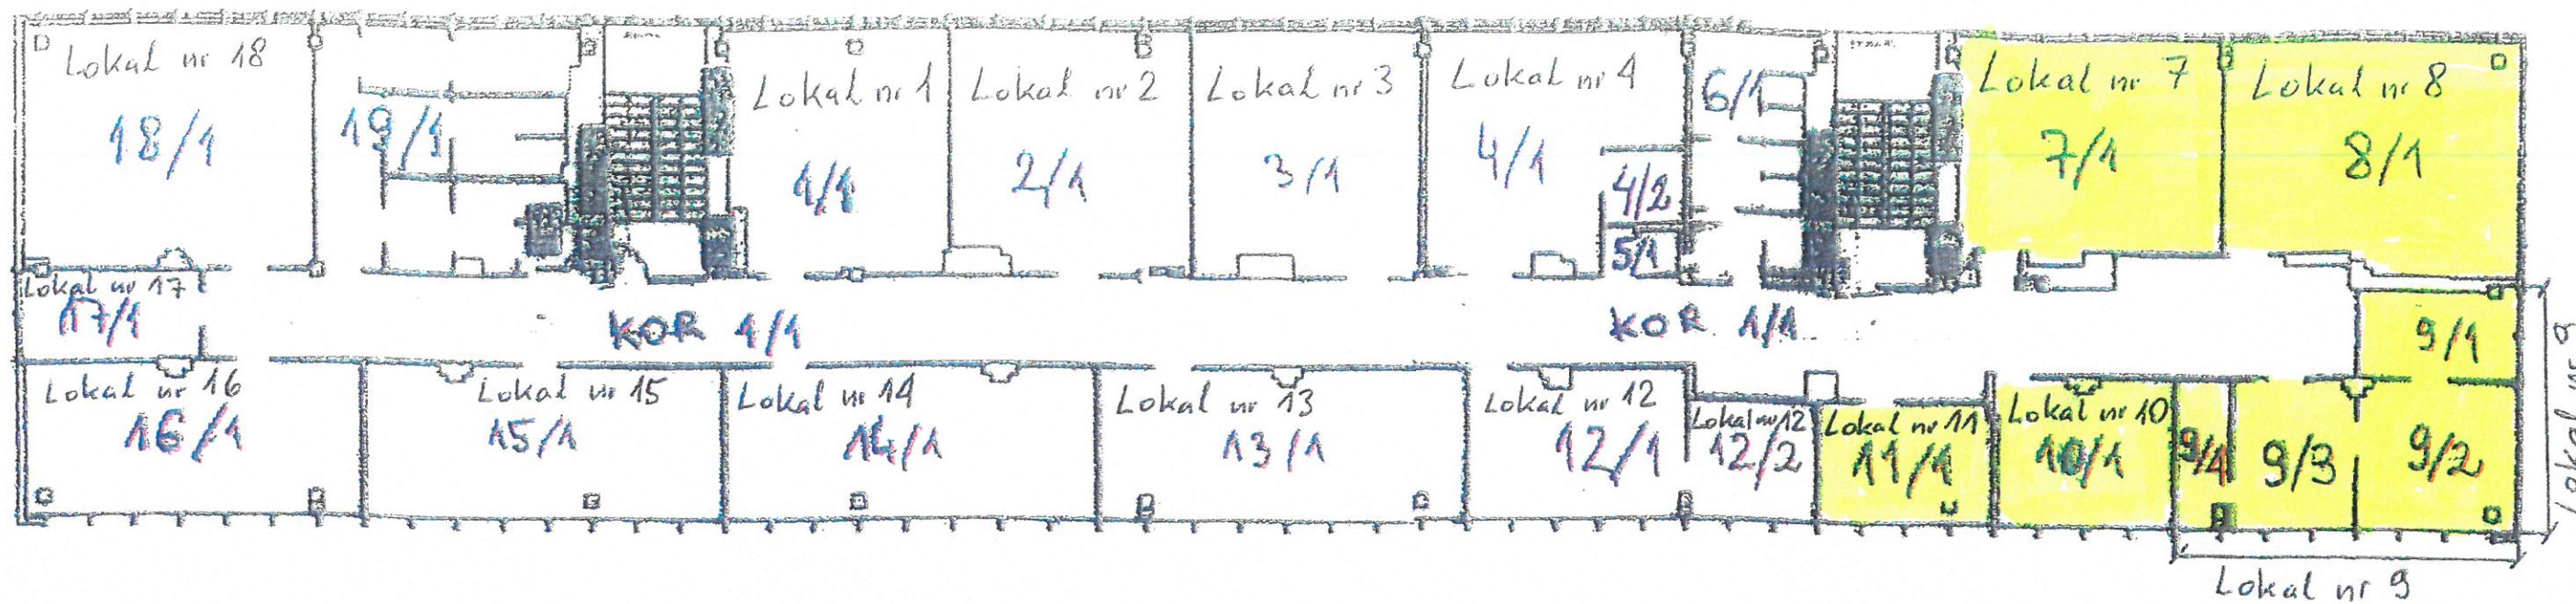 Lokal nr 18
18/1
19/1
Lokal nr 1
1/1
Lokal nr 2
2/1
Lokal nr 3
3/1
Lokal nr 4
4/1
4/2
5/1
6/1
Lokal nr 7
7/1
Lokal nr 8
8/1
Lokal nr 17
17/1
KOR 1/1
KOR. 1/1
9/1
Lokal nr 9
Lokal nr 16
16/1
Lokal nr 15
15/1
Lokal nr 14
14/1
Lokal nr 13
13/1
Lokal nr 12
12/1
Lokal nr 12
12/2
Lokal nr 11
11/1
Lokal nr 10
10/1
9/4
9/3
9/2
Lokal nr 9